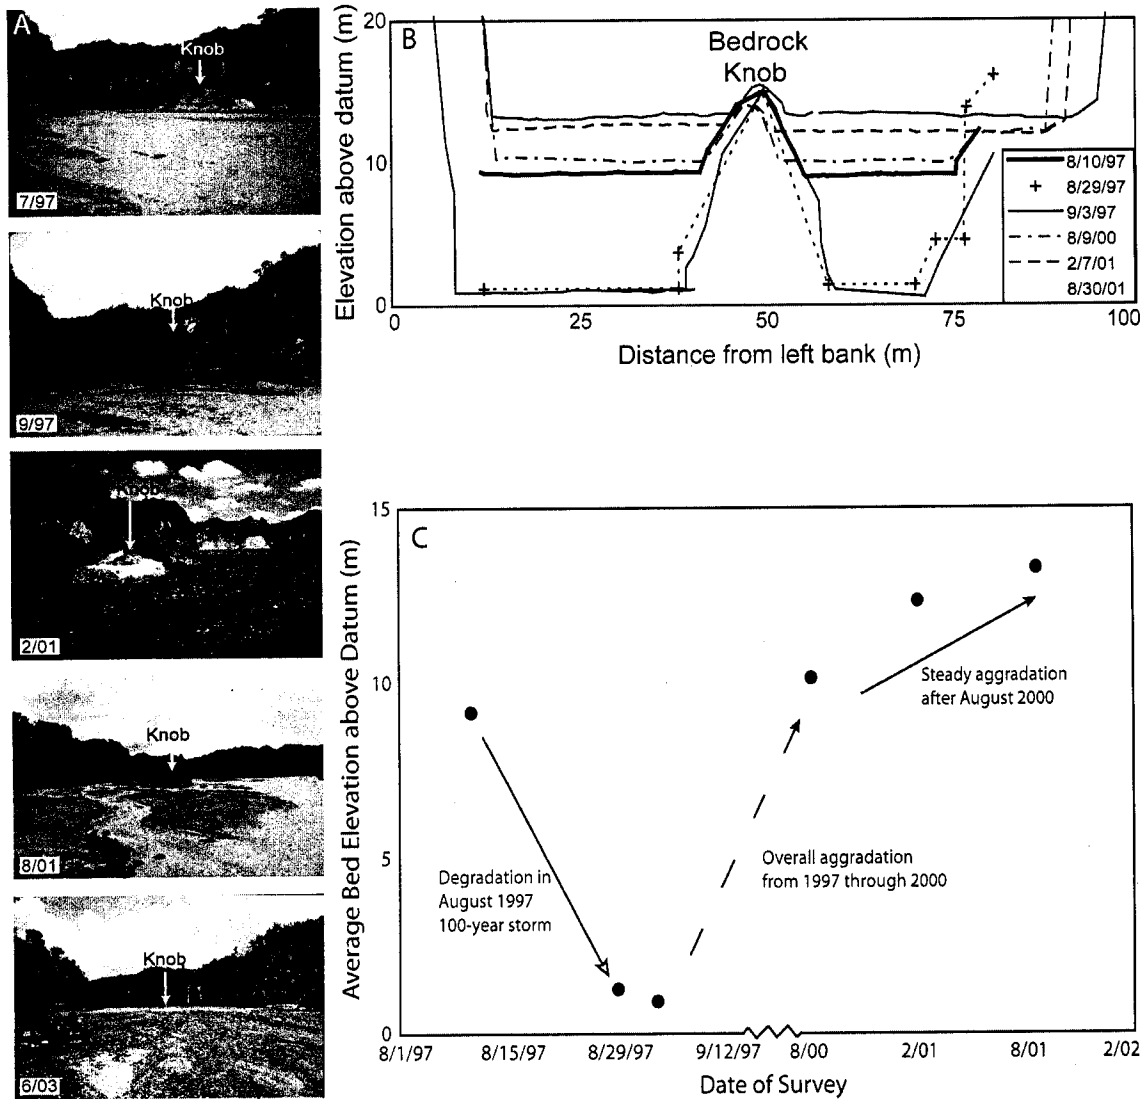 A
Knob
7/97
Knob
9/97
Knob
2/01
Knob
8/01
Knob
6/03
B
Bedrock
Knob
Elevation above datum (m)
20
10
0
0
25
50
75
100
Distance from left bank (m)
8/10/97
8/29/97
9/3/97
8/9/00
2/7/01
8/30/01
C
Average Bed Elevation above Datum (m)
15
10
5
0
Degradation in
August 1997
100-year storm
Overall aggradation
from 1997 through 2000
Steady aggradation
after August 2000
8/1/97
8/15/97
8/29/97
9/12/97
8/00
2/01
8/01
2/02
Date of Survey